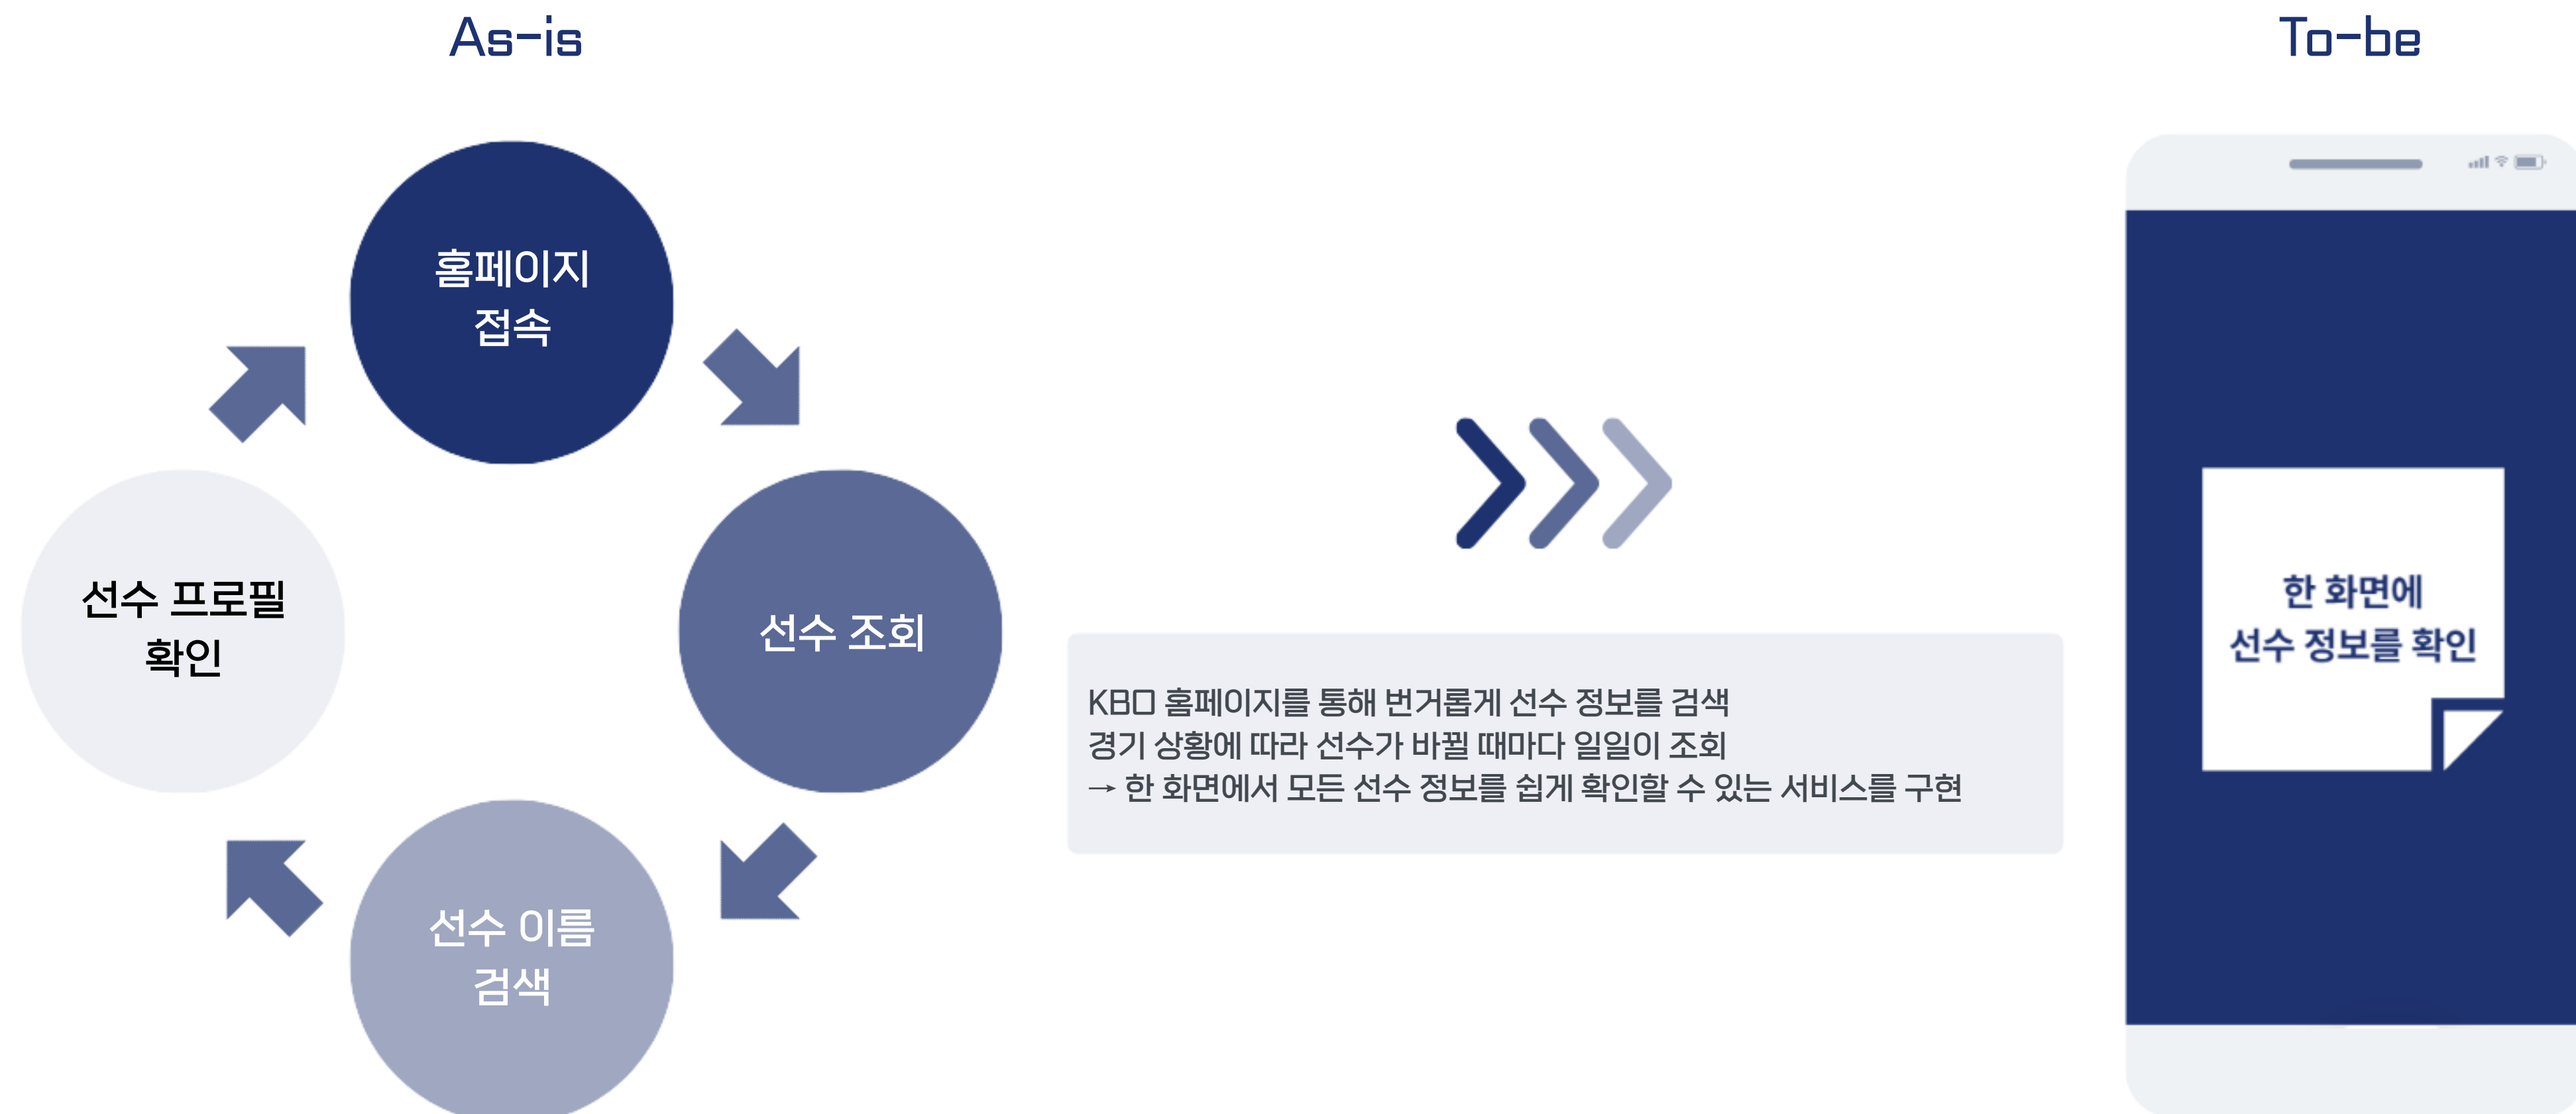 As-is
홈페이지
접속
선수 조회
선수 이름
검색
선수 프로필
확인
KBO 홈페이지를 통해 번거롭게 선수 정보를 검색
경기 상황에 따라 선수가 바뀔 때마다 일일이 조회
→ 한 화면에서 모든 선수 정보를 쉽게 확인할 수 있는 서비스를 구현
To-be
한 화면에
선수 정보를 확인